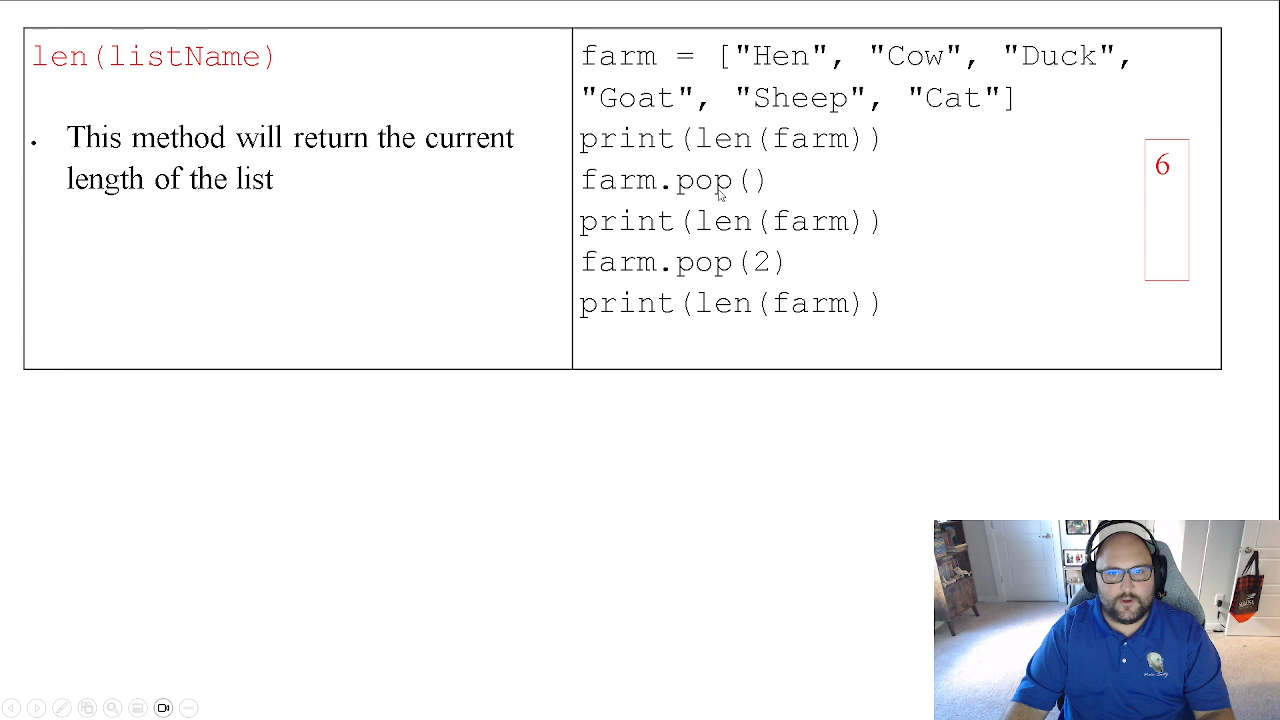 len(listName)
• This method will return the current
length of the list
farm = ["Hen", "Cow", "Duck",
"Goat", "Sheep", "Cat"]
print(len(farm))
farm.pop()
print(len(farm))
farm.pop(2)
print(len(farm))
6